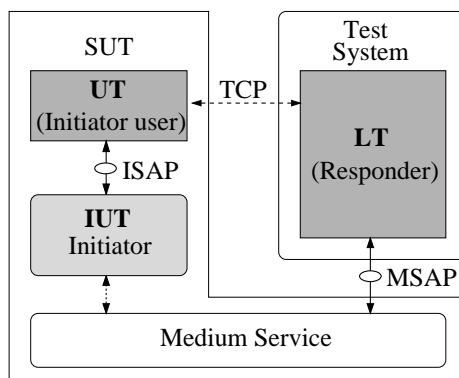 SUT
Test
System
UT
(Initiator user)
TCP
LT
(Responder)
ISAP
IUT
Initiator
MSAP
Medium Service